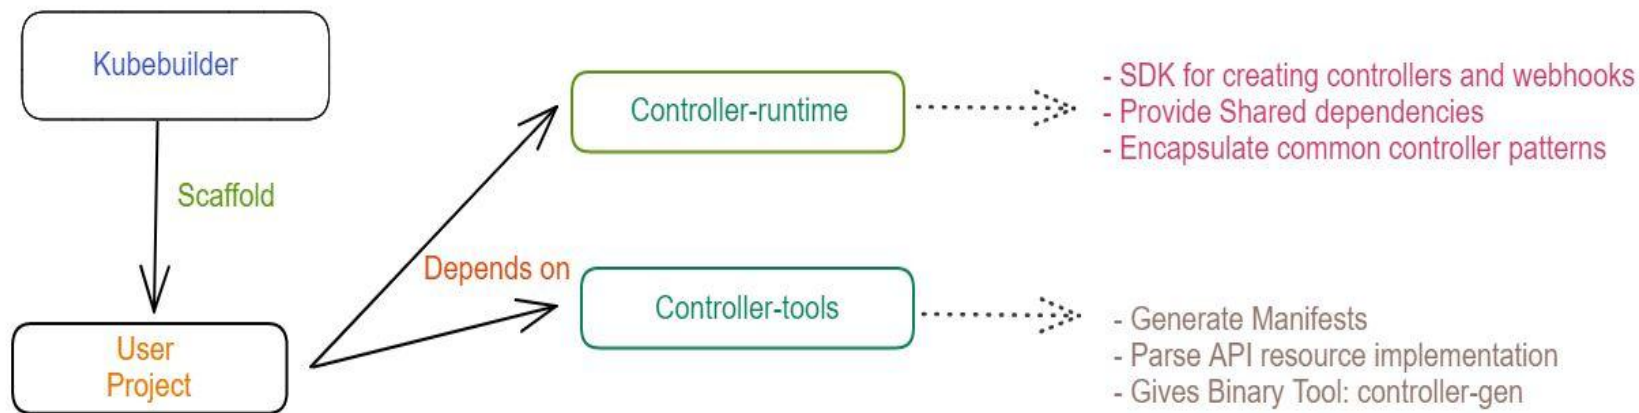 Kubebuilder
Scaffold
User
Project
Depends on
Controller-runtime
- SDK for creating controllers and webhooks
- Provide Shared dependencies
- Encapsulate common controller patterns
Controller-tools
- Generate Manifests
- Parse API resource implementation
- Gives Binary Tool: controller-gen